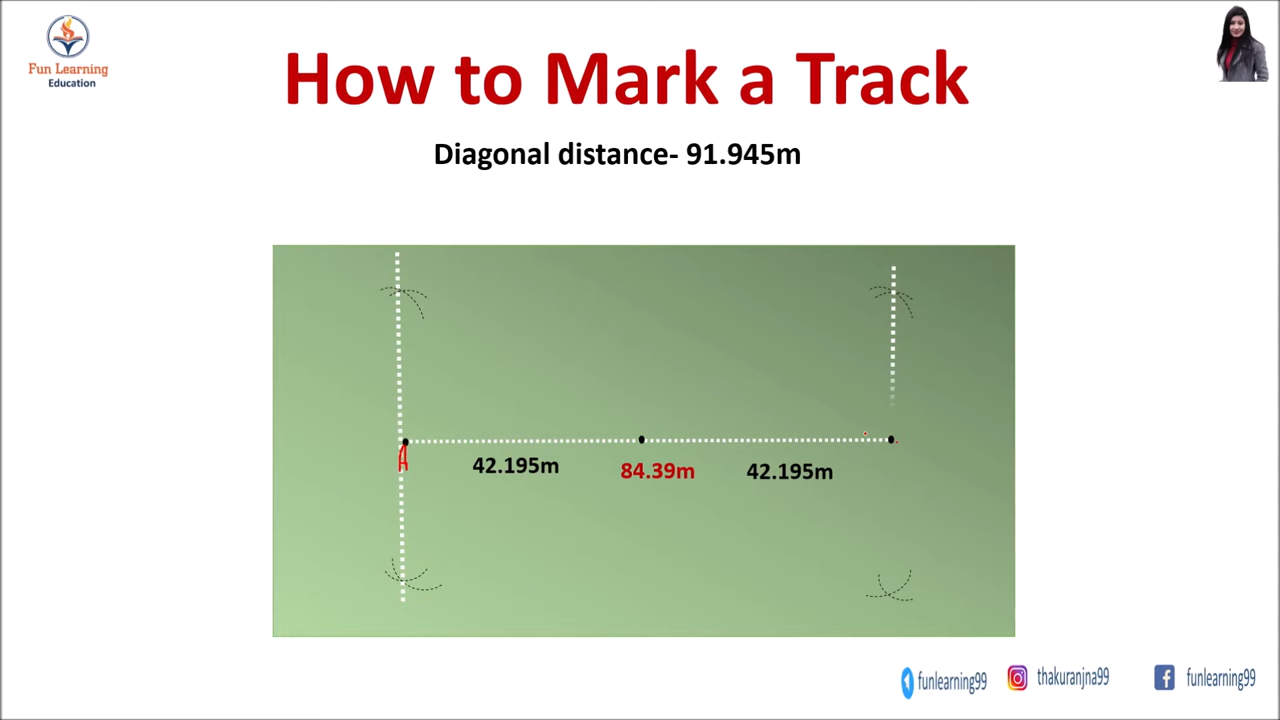 Fun Learning
Education
How to Mark a Track
Diagonal distance- 91.945m
A
42.195m
84.39m
42.195m
funlearning99
thakuranjna99
funlearning99